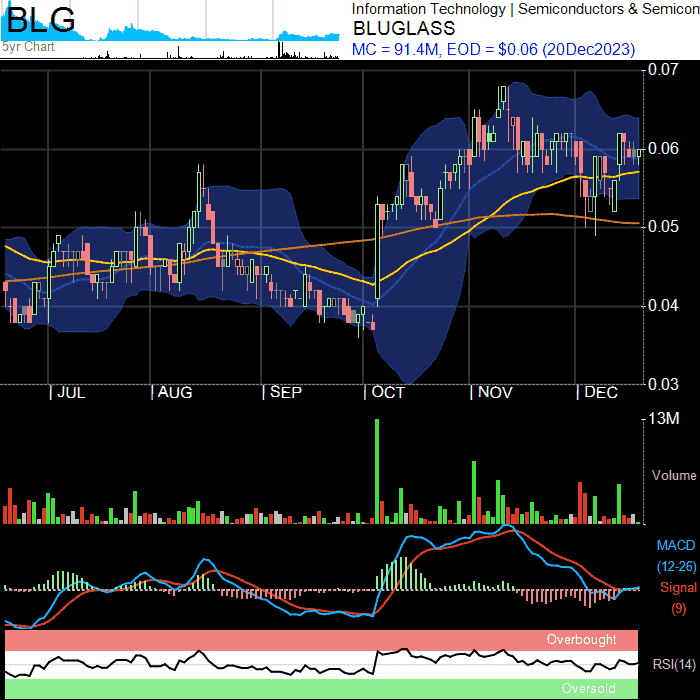 BLG
5yr Chart
Information Technology | Semiconductors & Semicon
BLUGLASS
MC = 91.4M, EOD = $0.06 (20Dec2023)
0.07
0.06
0.05
0.04
0.03
| JUL | AUG | SEP | OCT | NOV | DEC
13M
Volume
MACD
(12-26)
Signal
(9)
Overbought
RSI(14)
Oversold